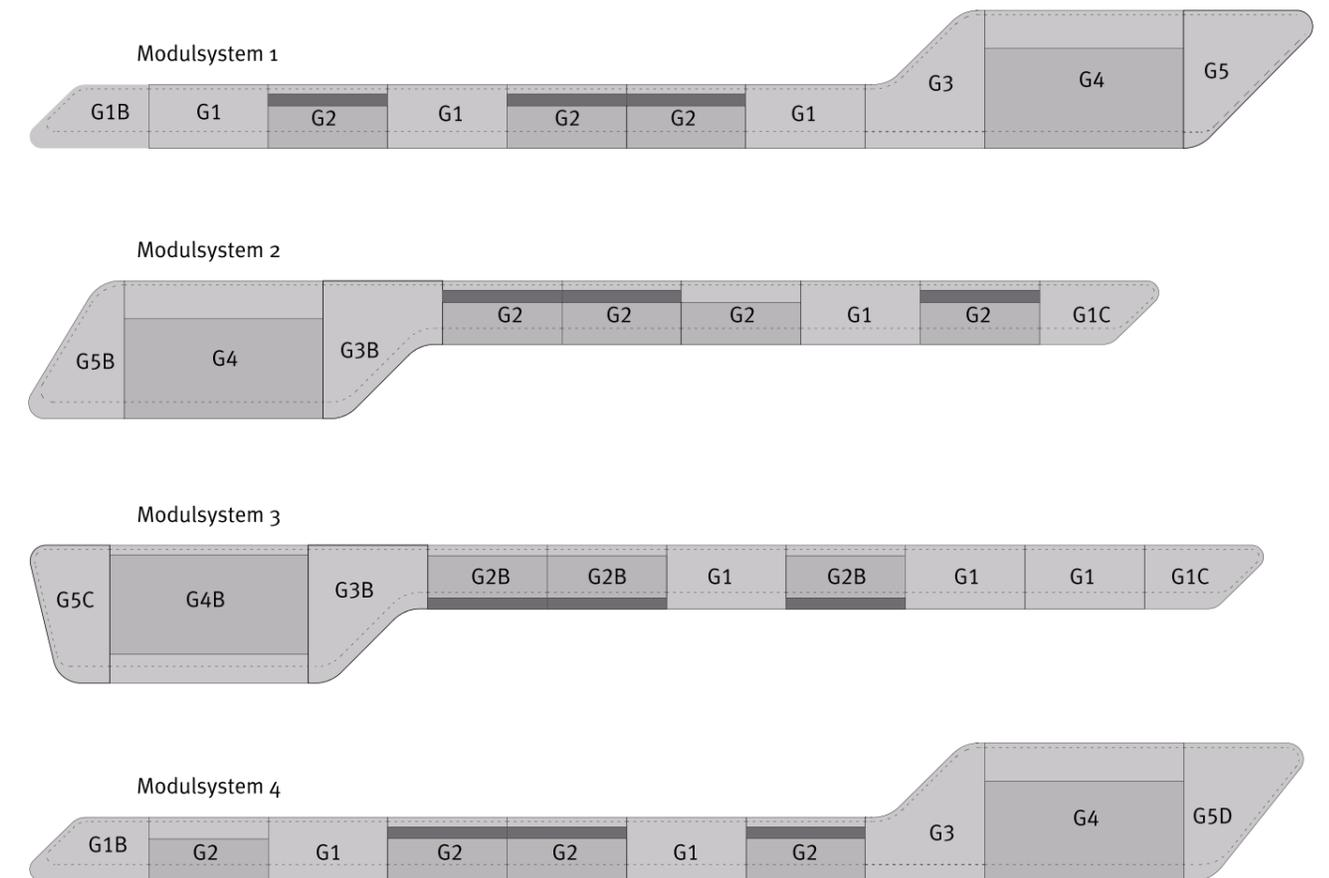 Modulsystem 1
G1B G1 G2 G1 G2 G2 G1 G3 G4 G5
Modulsystem 2
G5B G4 G3B G2 G2 G2 G1 G2 G1C
Modulsystem 3
G5C G4B G3B G2B G2B G1 G2B G1 G1 G1C
Modulsystem 4
G1B G2 G1 G2 G2 G1 G2 G3 G4 G5D